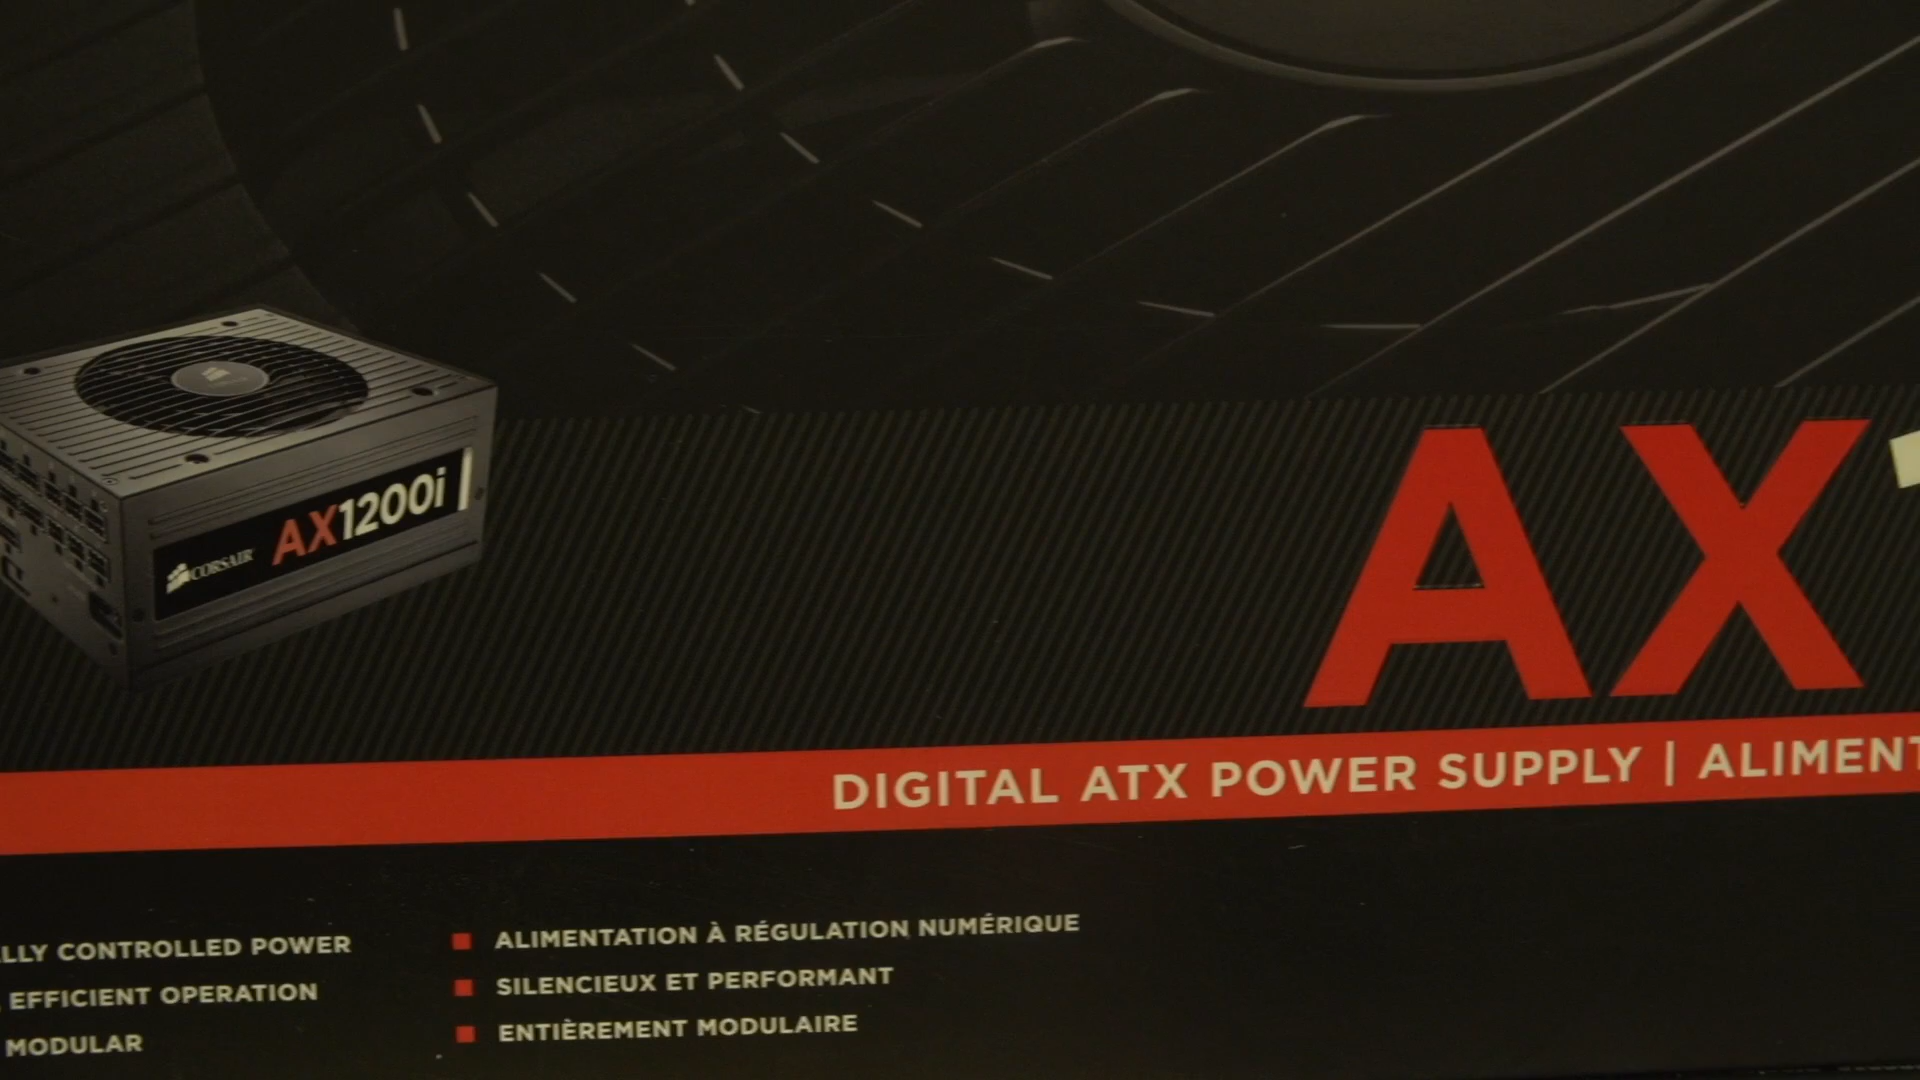 CORSAIR AX1200i
AX
DIGITAL ATX POWER SUPPLY | ALIMENT
LLY CONTROLLED POWER
EFFICIENT OPERATION
MODULAR
ALIMENTATION À RÉGULATION NUMÉRIQUE
SILENCIEUX ET PERFORMANT
ENTIÈREMENT MODULAIRE